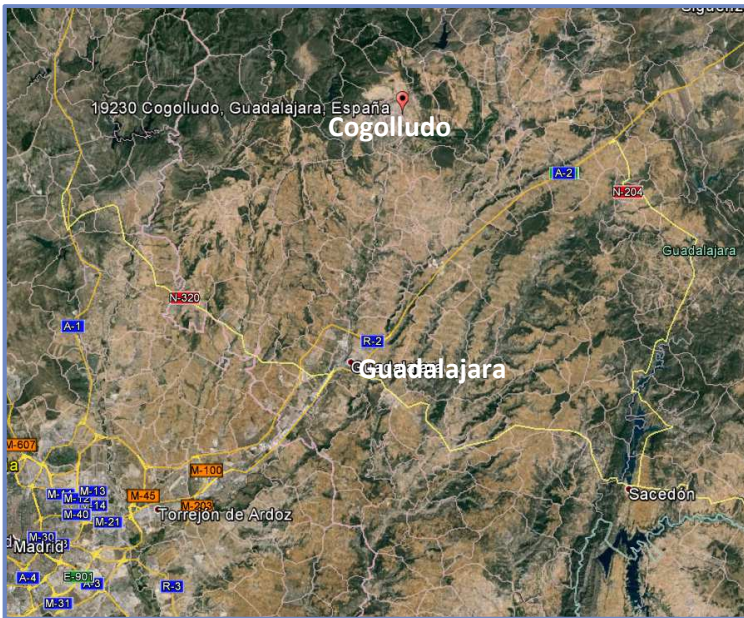 19230 Cogolludo, Guadalajara, España
Cogolludo
A-2
N-204
Guadalajara
N-320
A-1
R-2
Guadalajara
M-607
M-100
M-13
M-45
M-12
M-14
M-203
M-40
M-21
Torrejón de Ardoz
Sacedón
M-30
Madrid
A-4
E-901
A-3
R-3
M-31